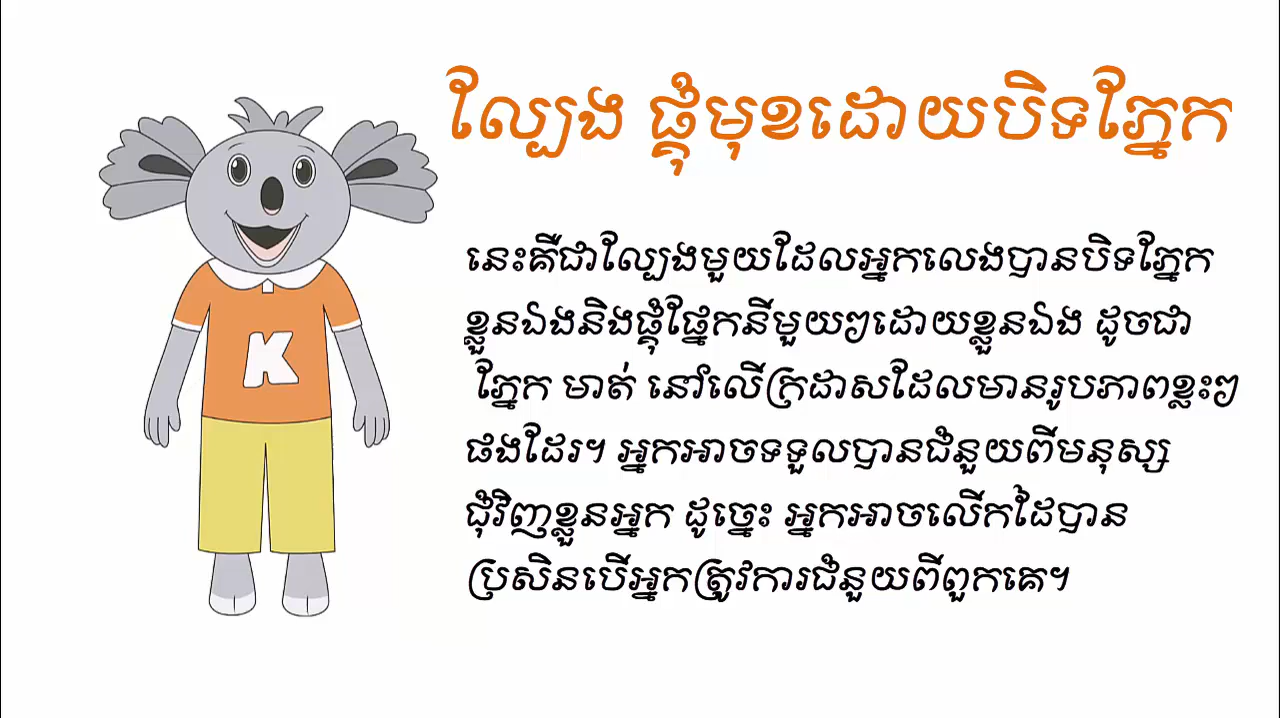 ល្បែង ផ្គុំមុខដោយបិទភ្នែក
នេះគឺជាល្បែងមួយដែលអ្នកលេងបានបិទភ្នែក
ខ្លួនឯងនិងផ្គុំផ្នែកនីមួយៗដោយខ្លួនឯង ដូចជា
ភ្នែក មាត់ នៅលើក្រដាសដែលមានរូបភាពខ្លះៗ
ផងដែរ។ អ្នកអាចទទួលបានជំនួយពីមនុស្ស
ជុំវិញខ្លួនអ្នក ដូច្នេះ អ្នកអាចលើកដៃបាន
ប្រសិនបើអ្នកត្រូវការជំនួយពីពួកគេ។
K